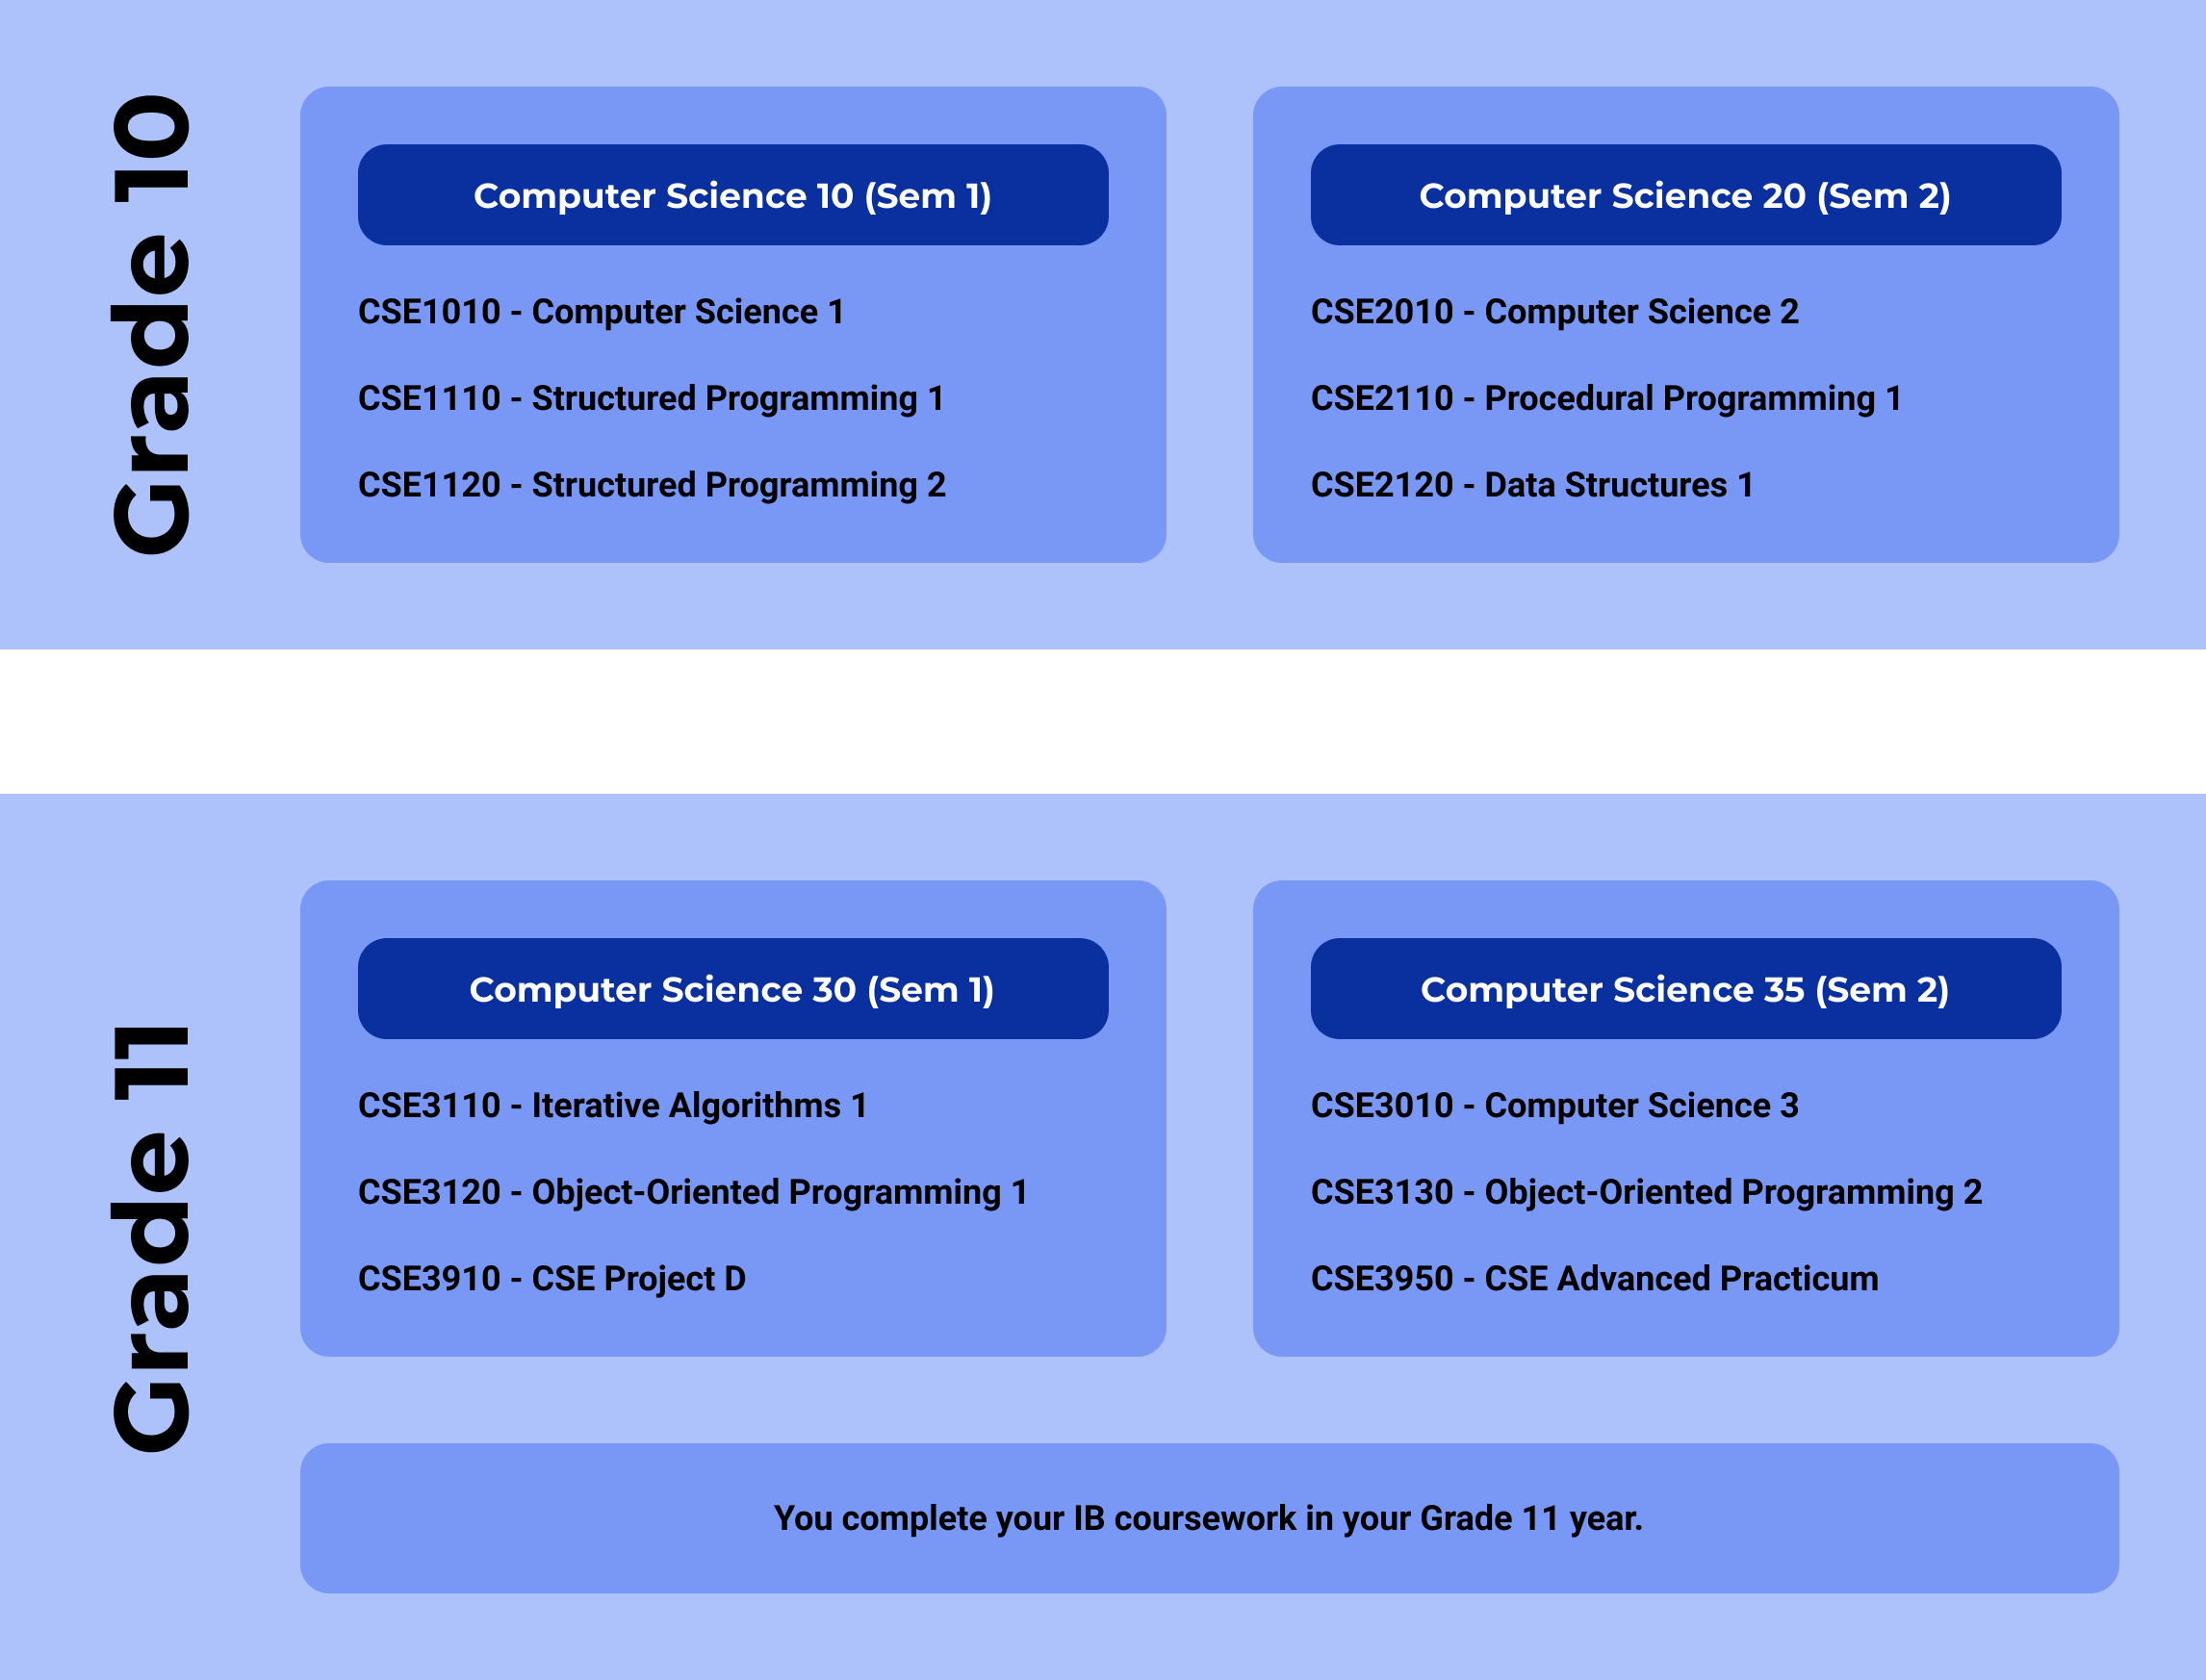 Grade 10
Computer Science 10 (Sem 1)
CSE1010 - Computer Science 1
CSE1110 - Structured Programming 1
CSE1120 - Structured Programming 2
Computer Science 20 (Sem 2)
CSE2010 - Computer Science 2
CSE2110 - Procedural Programming 1
CSE2120 - Data Structures 1
Grade 11
Computer Science 30 (Sem 1)
CSE3110 - Iterative Algorithms 1
CSE3120 - Object-Oriented Programming 1
CSE3910 - CSE Project D
Computer Science 35 (Sem 2)
CSE3010 - Computer Science 3
CSE3130 - Object-Oriented Programming 2
CSE3950 - CSE Advanced Practicum
You complete your IB coursework in your Grade 11 year.